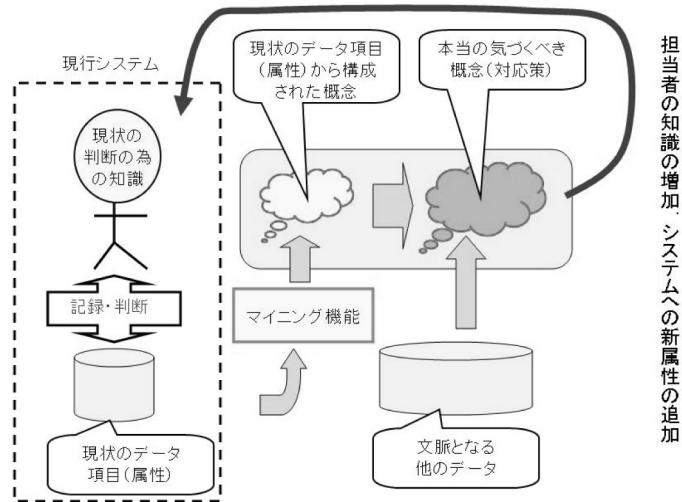 現行システム
現状の
判断の為
の知識
記録・判断
現状のデータ
項目(属性)
現状のデータ項目
(属性)から構成
された概念
本当の気づくべき
概念(対応策)
マイニング機能
文脈となる
他のデータ
担当者の知識の増加、システムへの新属性の追加